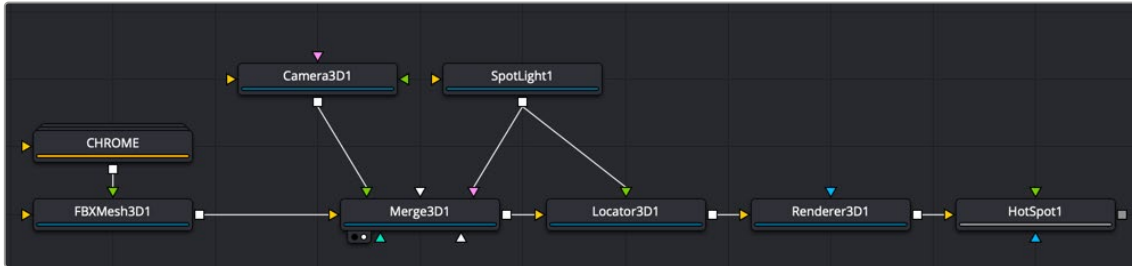 Camera3D1
SpotLight1
CHROME
FBXMesh3D1
Merge3D1
Locator3D1
Renderer3D1
HotSpot1